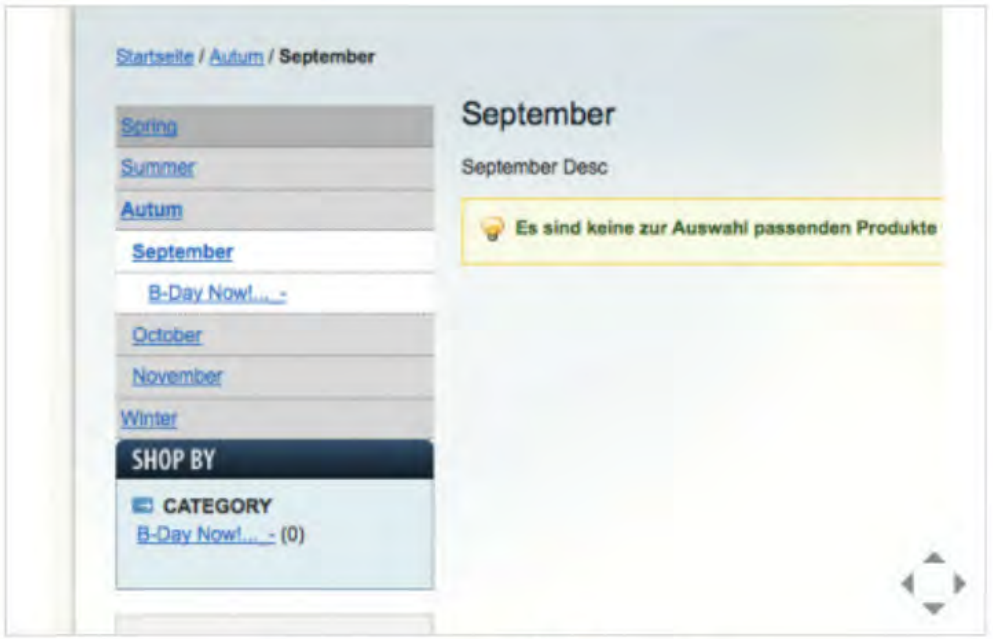 Startseite / Autum / September
Spring
Summer
Autum
September
B-Day Now!..._-
October
November
Winter
SHOP BY
CATEGORY
B-Day Now!..._- (0)
September
September Desc
Es sind keine zur Auswahl passenden Produkte